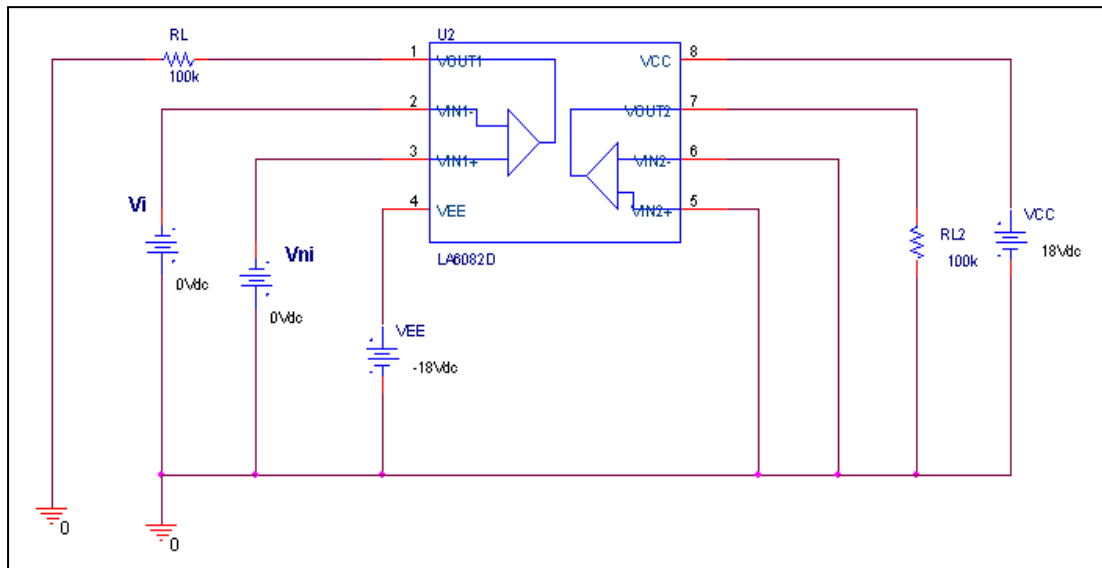 RL
100k
U2
1
VOUT1
2
VIN1-
3
VIN1+
4
VEE
VCC
8
VOUT2
7
VIN2-
6
VIN2+
5
LA6082D
Vi
0Vdc
Vni
0Vdc
VEE
-18Vdc
RL2
100k
VCC
18Vdc
0
0